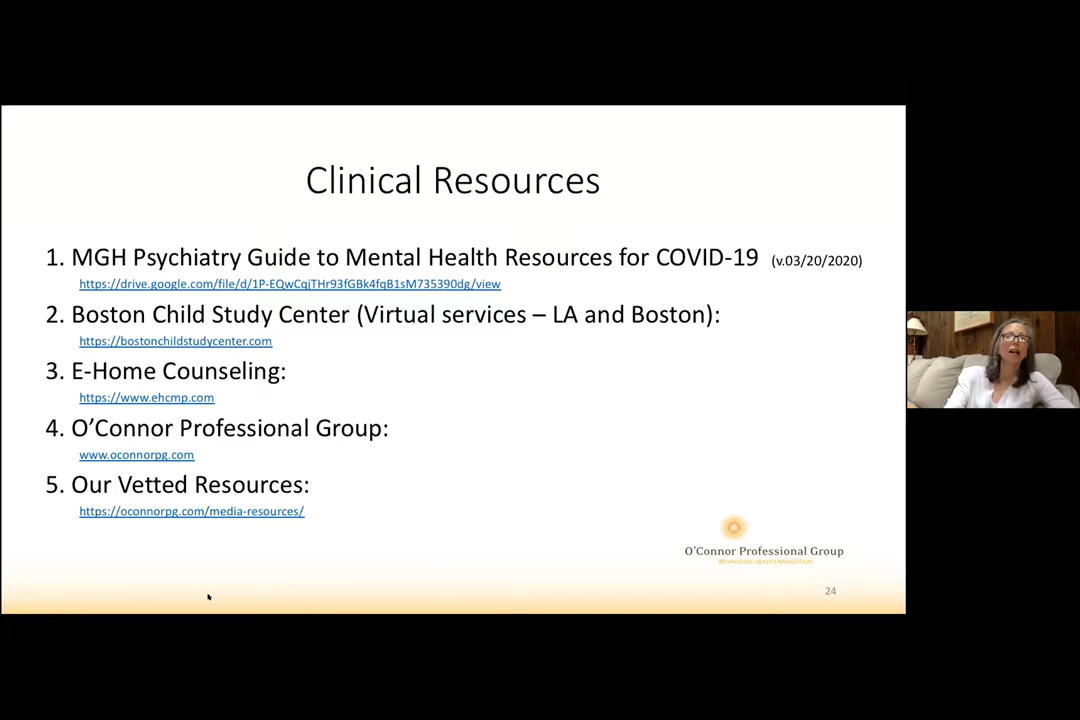 Clinical Resources
1. MGH Psychiatry Guide to Mental Health Resources for COVID-19 (v.03/20/2020)
https://drive.google.com/file/d/1P-EQwCqjTHr93fGBk4fqB1sM735390dg/view
2. Boston Child Study Center (Virtual services – LA and Boston):
https://bostonchildstudycenter.com
3. E-Home Counseling:
https://www.ehcmp.com
4. O’Connor Professional Group:
www.oconnorpg.com
5. Our Vetted Resources:
https://oconnorpg.com/media-resources/
O’Connor Professional Group
BEHAVIORAL HEALTH NAVIGATION
24